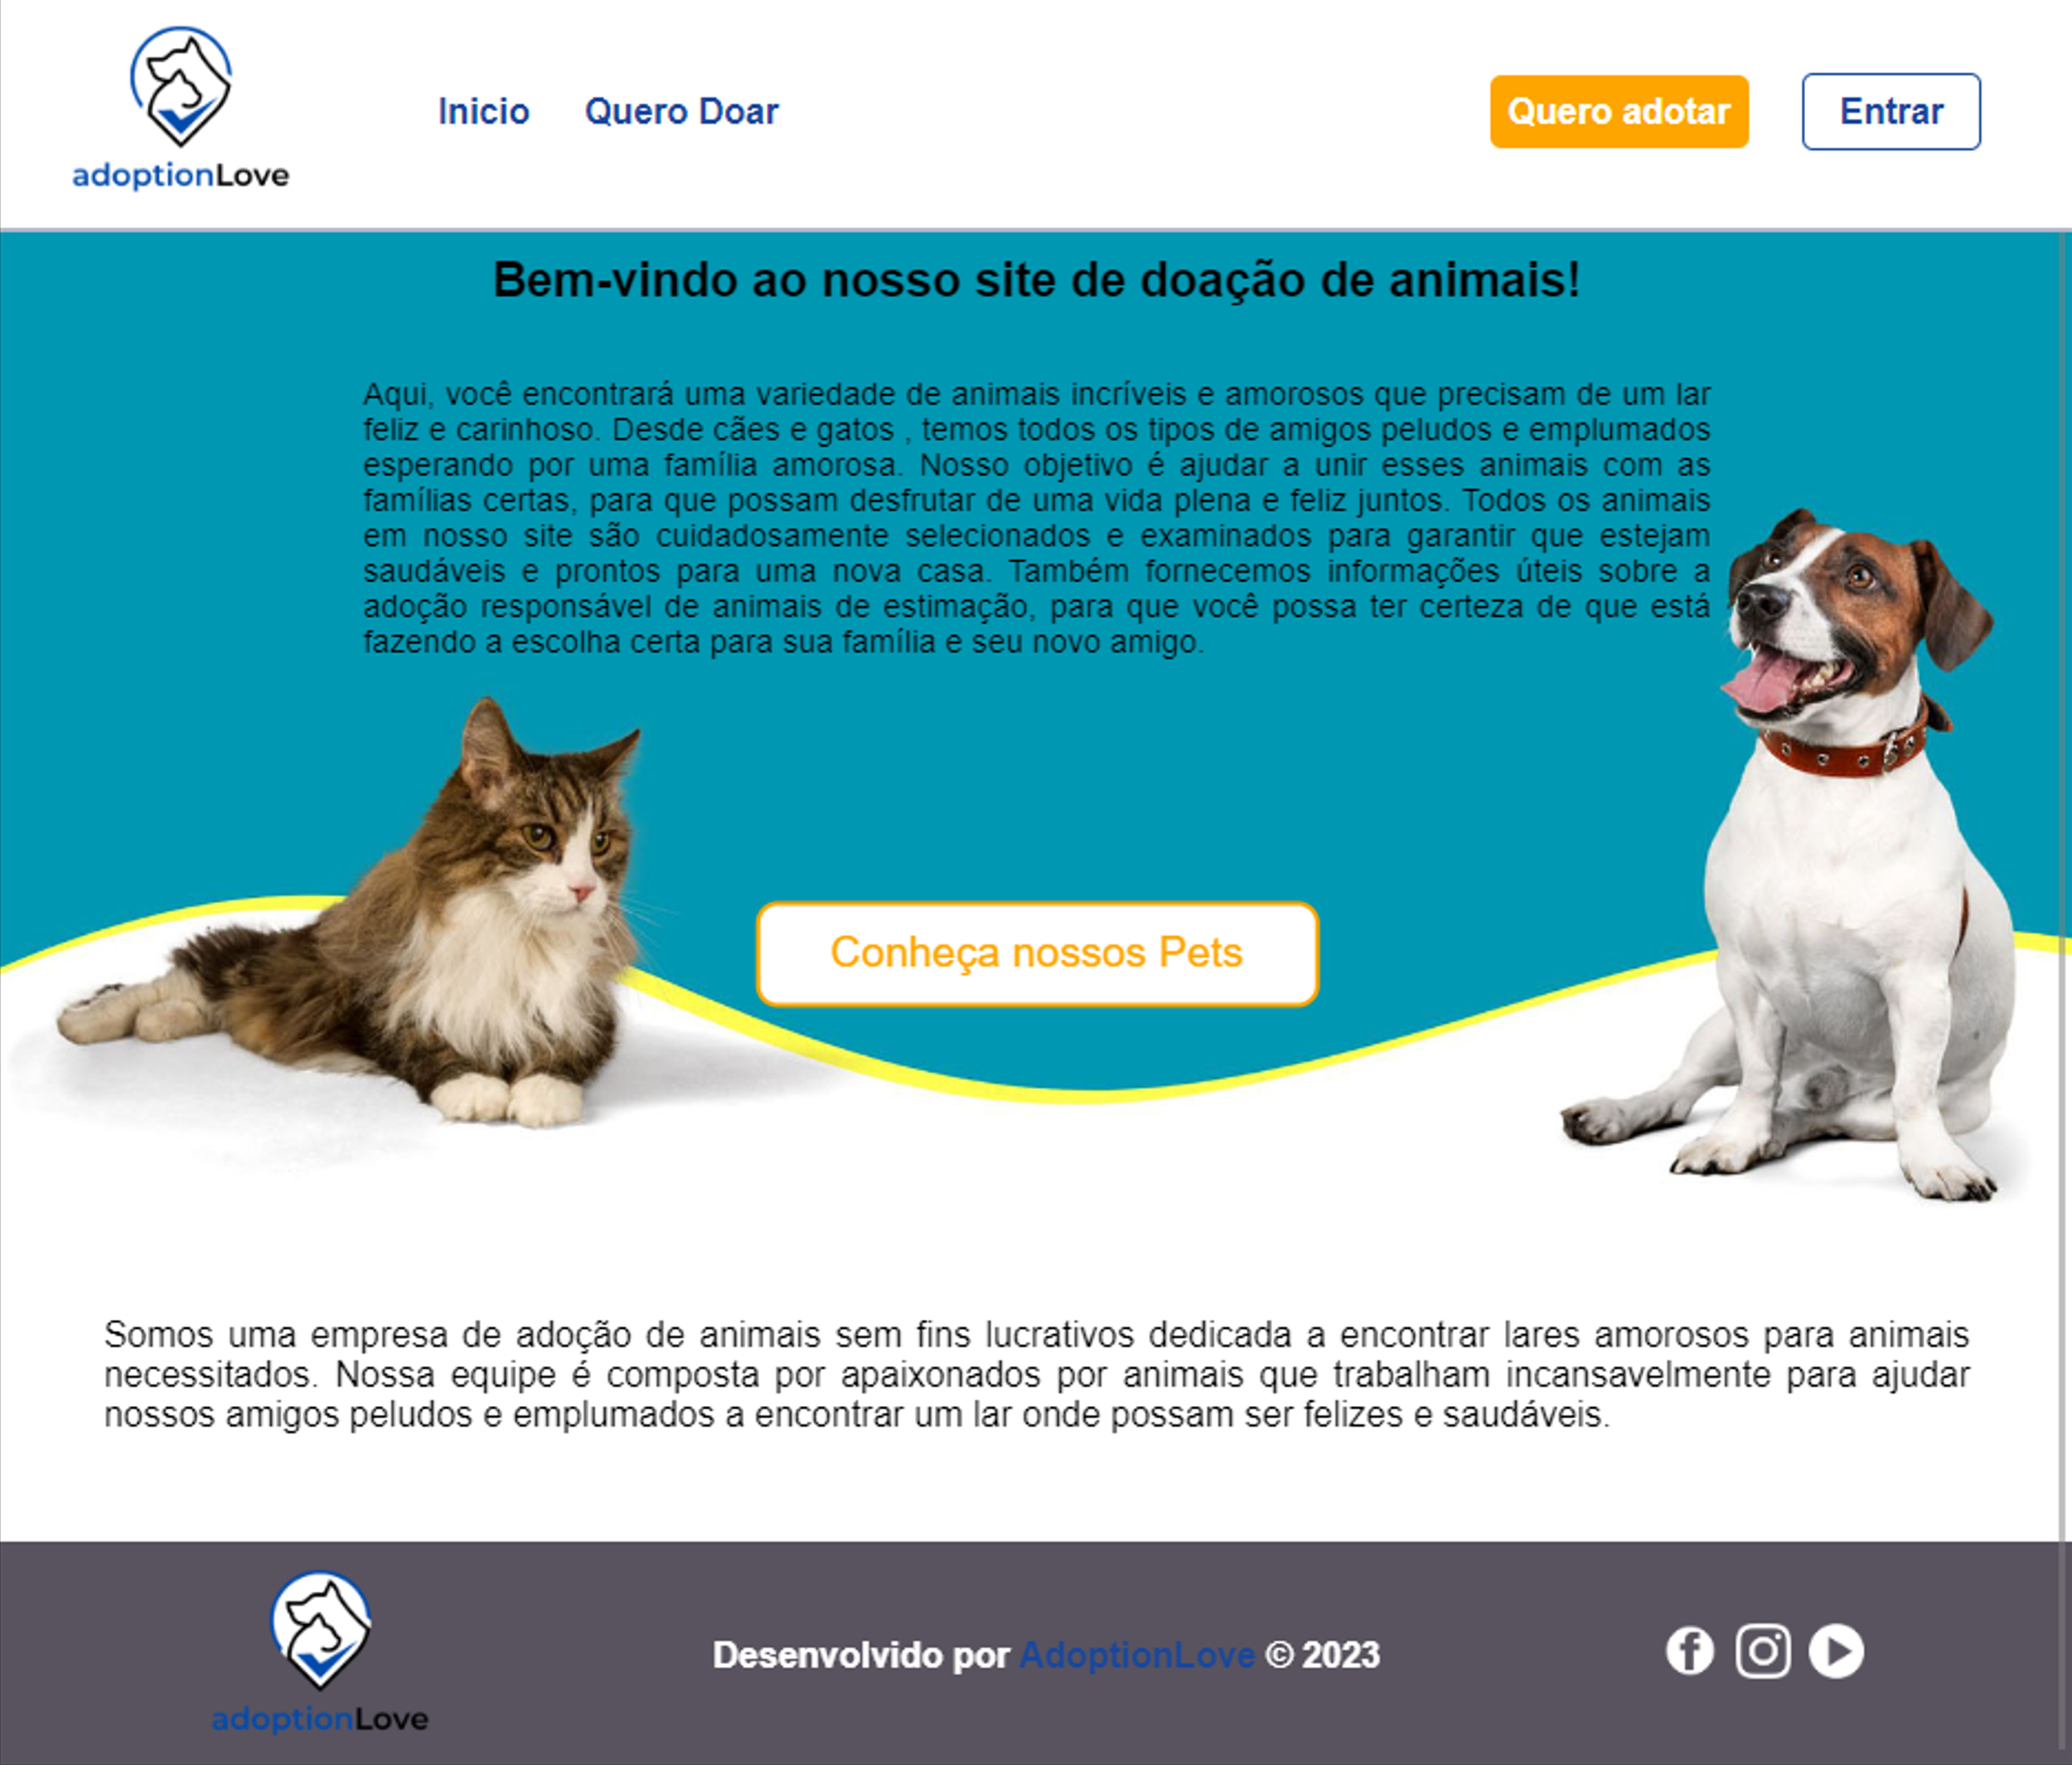 adoptionLove
Inicio
Quero Doar
Quero adotar
Entrar
Bem-vindo ao nosso site de doação de animais!
Aqui, você encontrará uma variedade de animais incríveis e amorosos que precisam de um lar
feliz e carinhoso. Desde cães e gatos , temos todos os tipos de amigos peludos e emplumados
esperando por uma família amorosa. Nosso objetivo é ajudar a unir esses animais com as
famílias certas, para que possam desfrutar de uma vida plena e feliz juntos. Todos os animais
em nosso site são cuidadosamente selecionados e examinados para garantir que estejam
saudáveis e prontos para uma nova casa. Também fornecemos informações úteis sobre a
adoção responsável de animais de estimação, para que você possa ter certeza de que está
fazendo a escolha certa para sua família e seu novo amigo.
Conheça nossos Pets
Somos uma empresa de adoção de animais sem fins lucrativos dedicada a encontrar lares amorosos para animais
necessitados. Nossa equipe é composta por apaixonados por animais que trabalham incansavelmente para ajudar
nossos amigos peludos e emplumados a encontrar um lar onde possam ser felizes e saudáveis.
adoptionLove
Desenvolvido por AdoptionLove © 2023